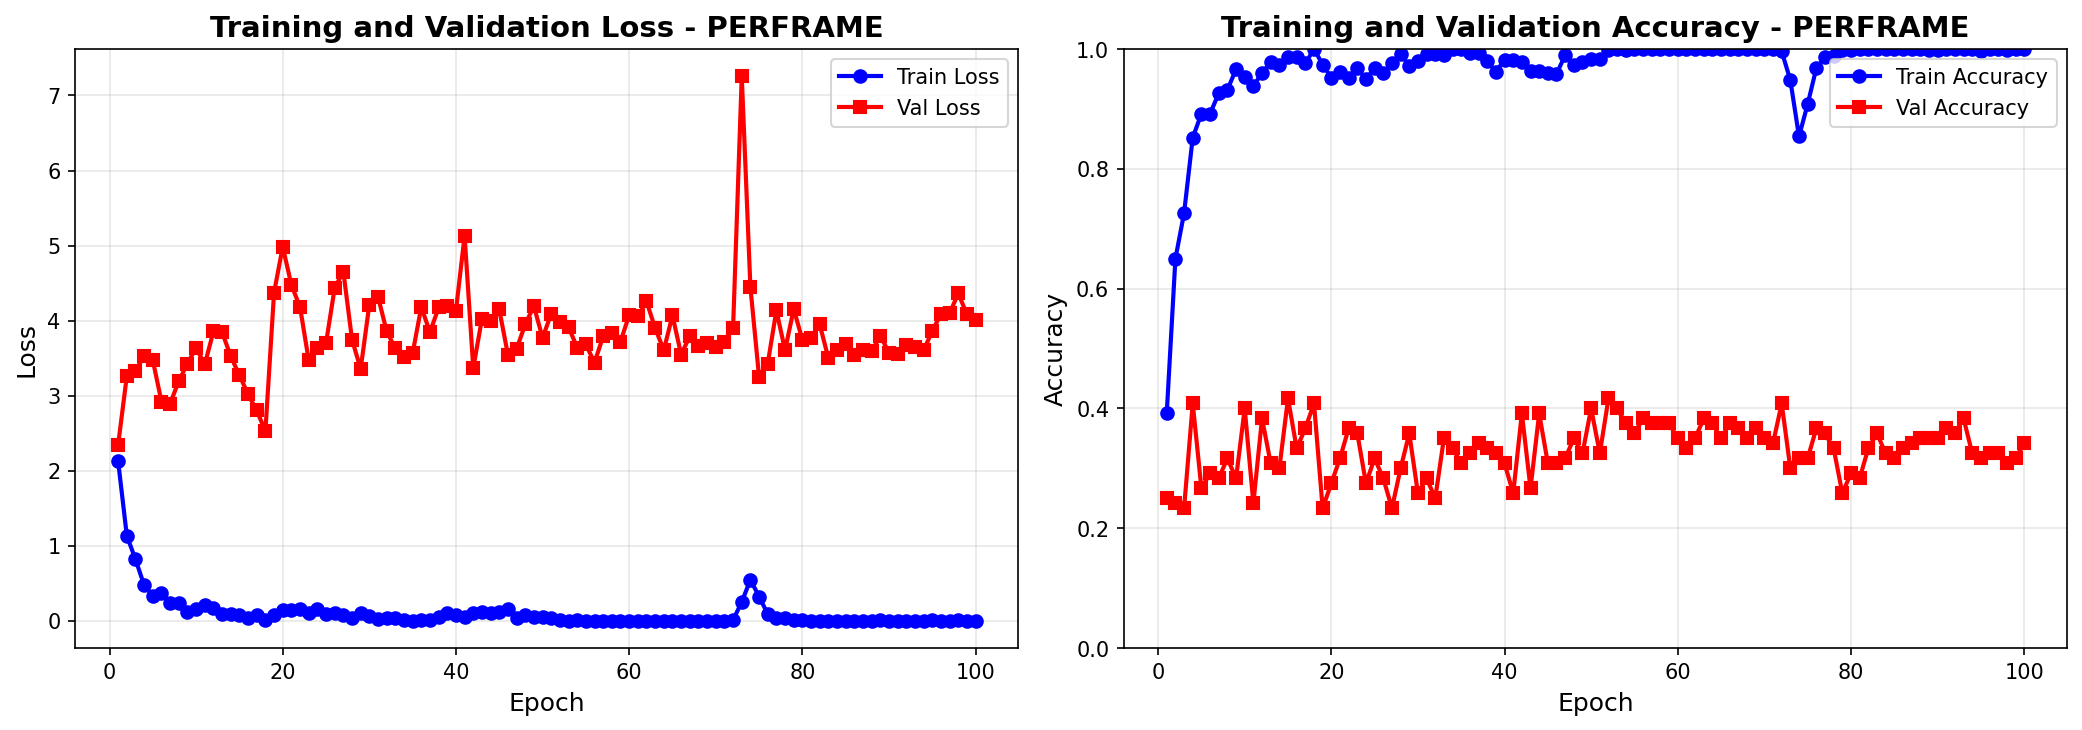 Training and Validation Loss - PERFRAME
Train Loss
Val Loss
7
6
5
4
3
2
1
0
Loss
0 20 40 60 80 100
Epoch
Training and Validation Accuracy - PERFRAME
Train Accuracy
Val Accuracy
1.0
0.8
0.6
0.4
0.2
0.0
Accuracy
0 20 40 60 80 100
Epoch